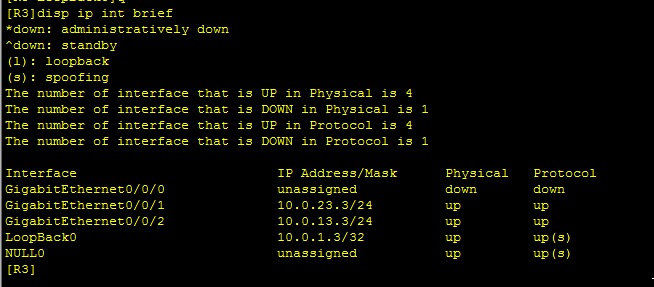 [R3]disp ip int brief
*down: administratively down
^down: standby
(l): loopback
(s): spoofing
The number of interface that is UP in Physical is 4
The number of interface that is DOWN in Physical is 1
The number of interface that is UP in Protocol is 4
The number of interface that is DOWN in Protocol is 1
Interface IP Address/Mask Physical Protocol
GigabitEthernet0/0/0 unassigned down down
GigabitEthernet0/0/1 10.0.23.3/24 up up
GigabitEthernet0/0/2 10.0.13.3/24 up up
LoopBack0 10.0.1.3/32 up up(s)
NULL0 unassigned up up(s)
[R3]